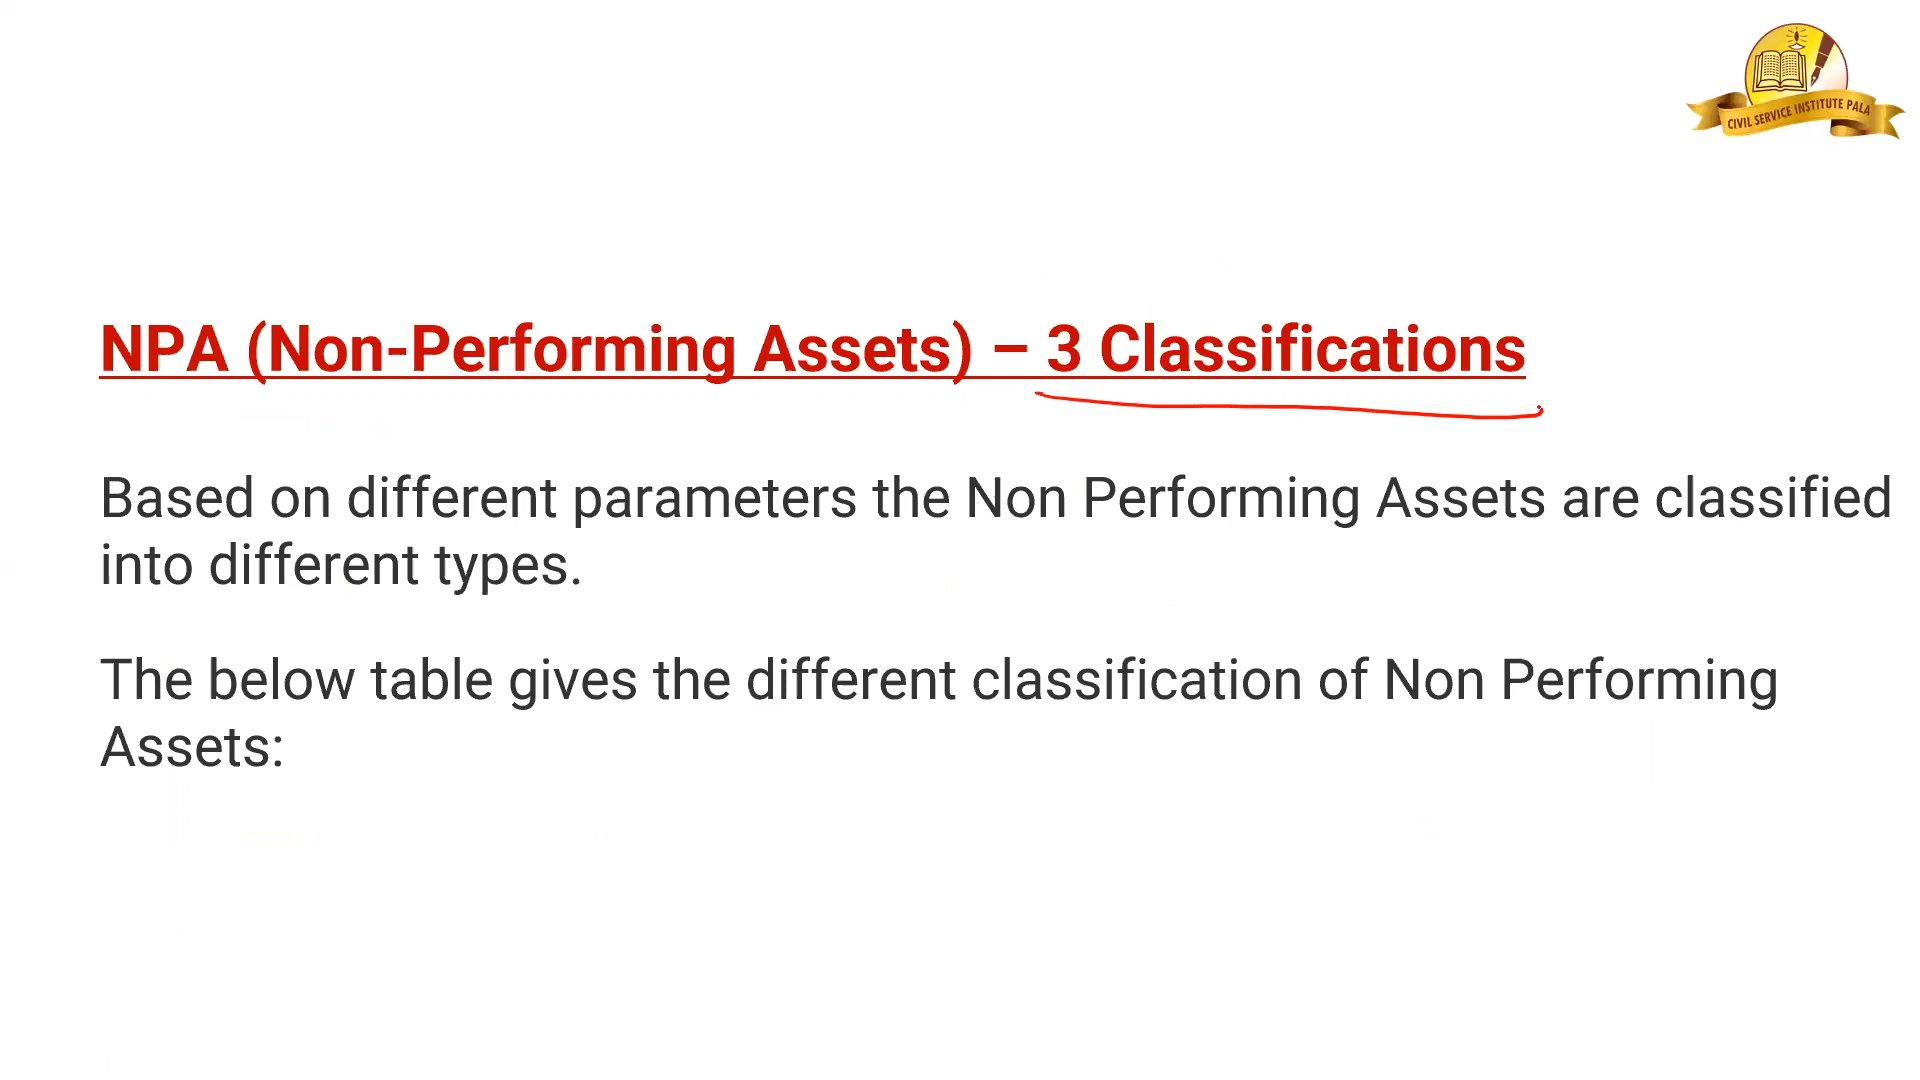 CIVIL SERVICE INSTITUTE PALA
NPA (Non-Performing Assets) – 3 Classifications
Based on different parameters the Non Performing Assets are classified
into different types.
The below table gives the different classification of Non Performing
Assets: